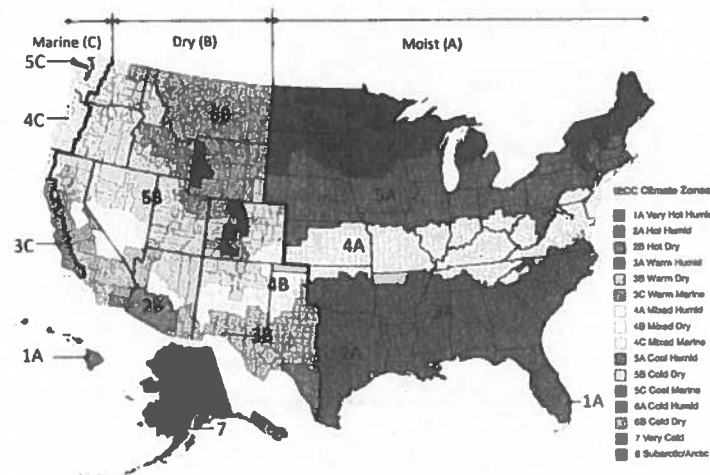 Marine (C)
Dry (B)
Moist (A)
5C
4C
6B
5B
5A
3C
4A
4B
2B
3B
3A
2A
1A
1A
7
IECC Climate Zones
1A Very Hot Humid
2A Hot Humid
2B Hot Dry
3A Warm Humid
3B Warm Dry
3C Warm Marine
4A Mixed Humid
4B Mixed Dry
4C Mixed Marine
5A Cool Humid
5B Cold Dry
5C Cool Marine
6A Cold Humid
6B Cold Dry
7 Very Cold
8 Subarctic/Arctic